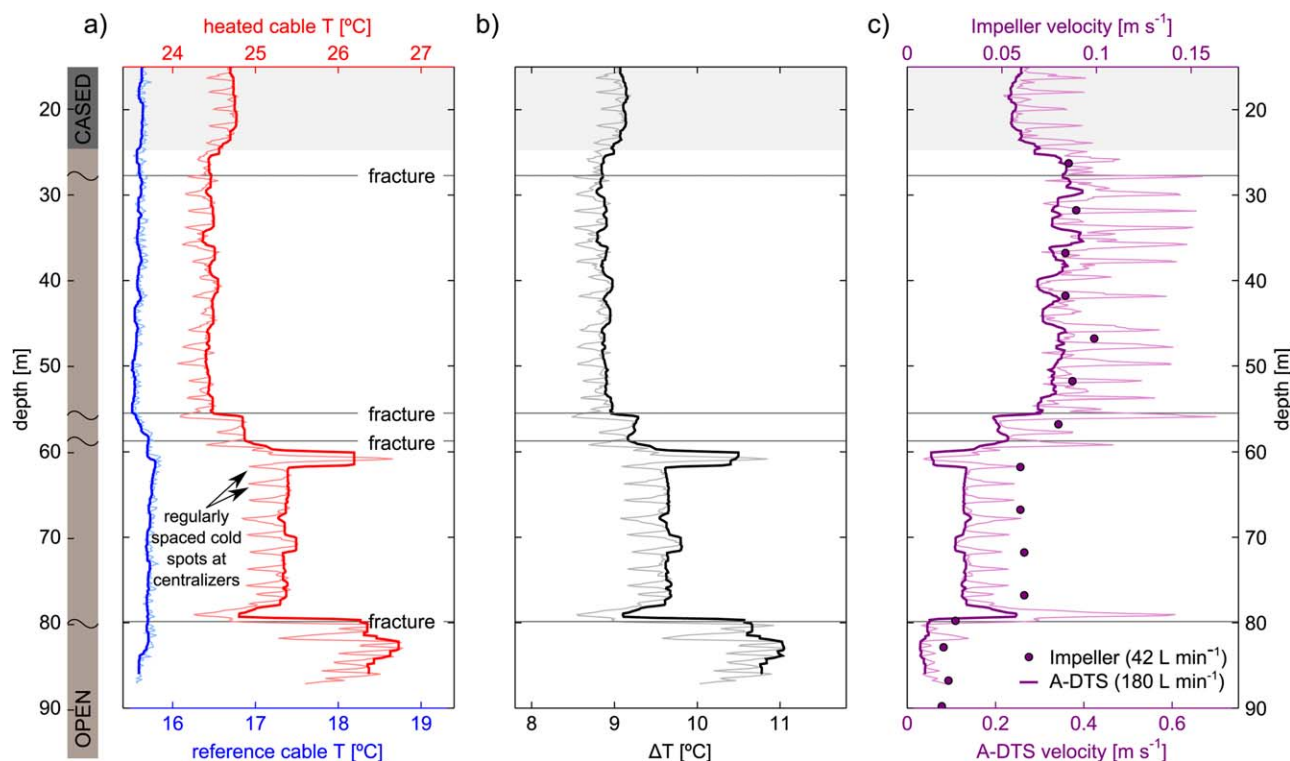 a)
heated cable T [ºC]
24 25 26 27
b)
c)
Impeller velocity [m s⁻¹]
0 0.05 0.1 0.15
CASED
OPEN
depth [m]
20
30
40
50
60
70
80
90
fracture
fracture
fracture
fracture
regularly
spaced cold
spots at
centralizers
16 17 18 19
reference cable T [ºC]
8 9 10 11
ΔT [ºC]
Impeller (42 L min⁻¹)
A-DTS (180 L min⁻¹)
20
30
40
50
60
70
80
90
depth [m]
0 0.2 0.4 0.6
A-DTS velocity [m s⁻¹]